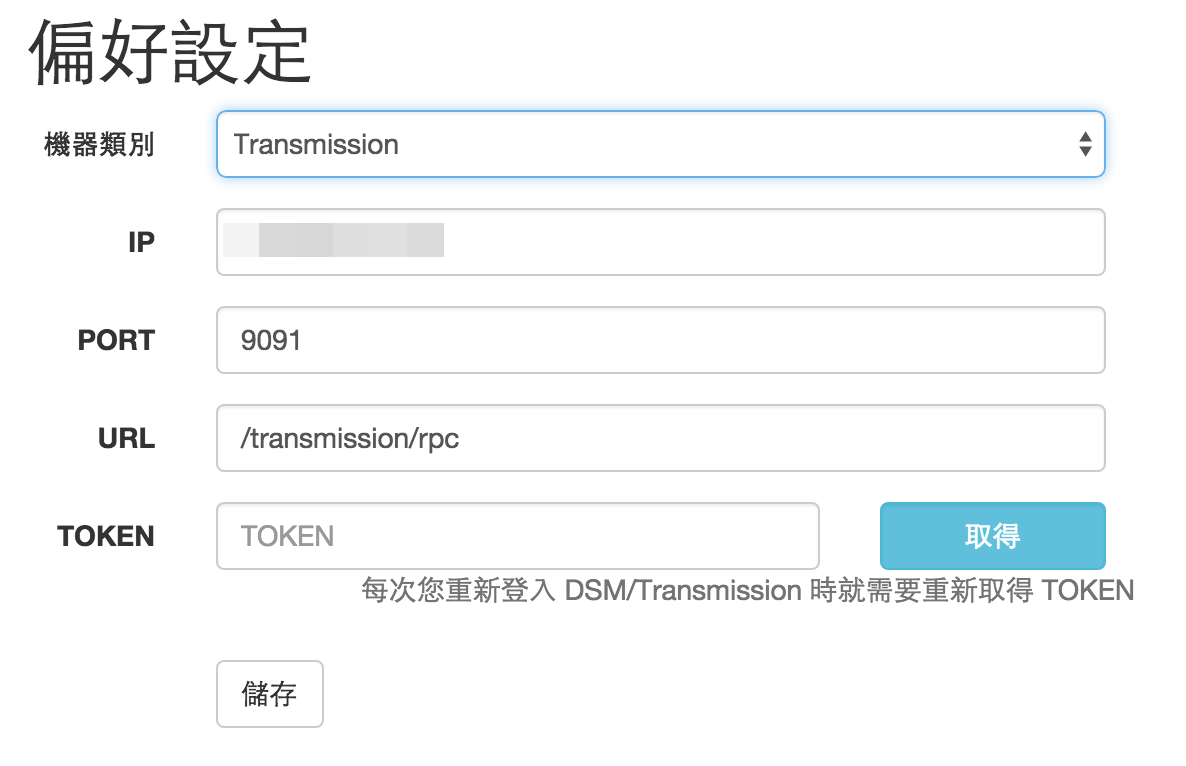 偏好設定
機器類別 Transmission
IP
PORT 9091
URL /transmission/rpc
TOKEN TOKEN 取得
每次您重新登入 DSM/Transmission 時就需要重新取得 TOKEN
儲存